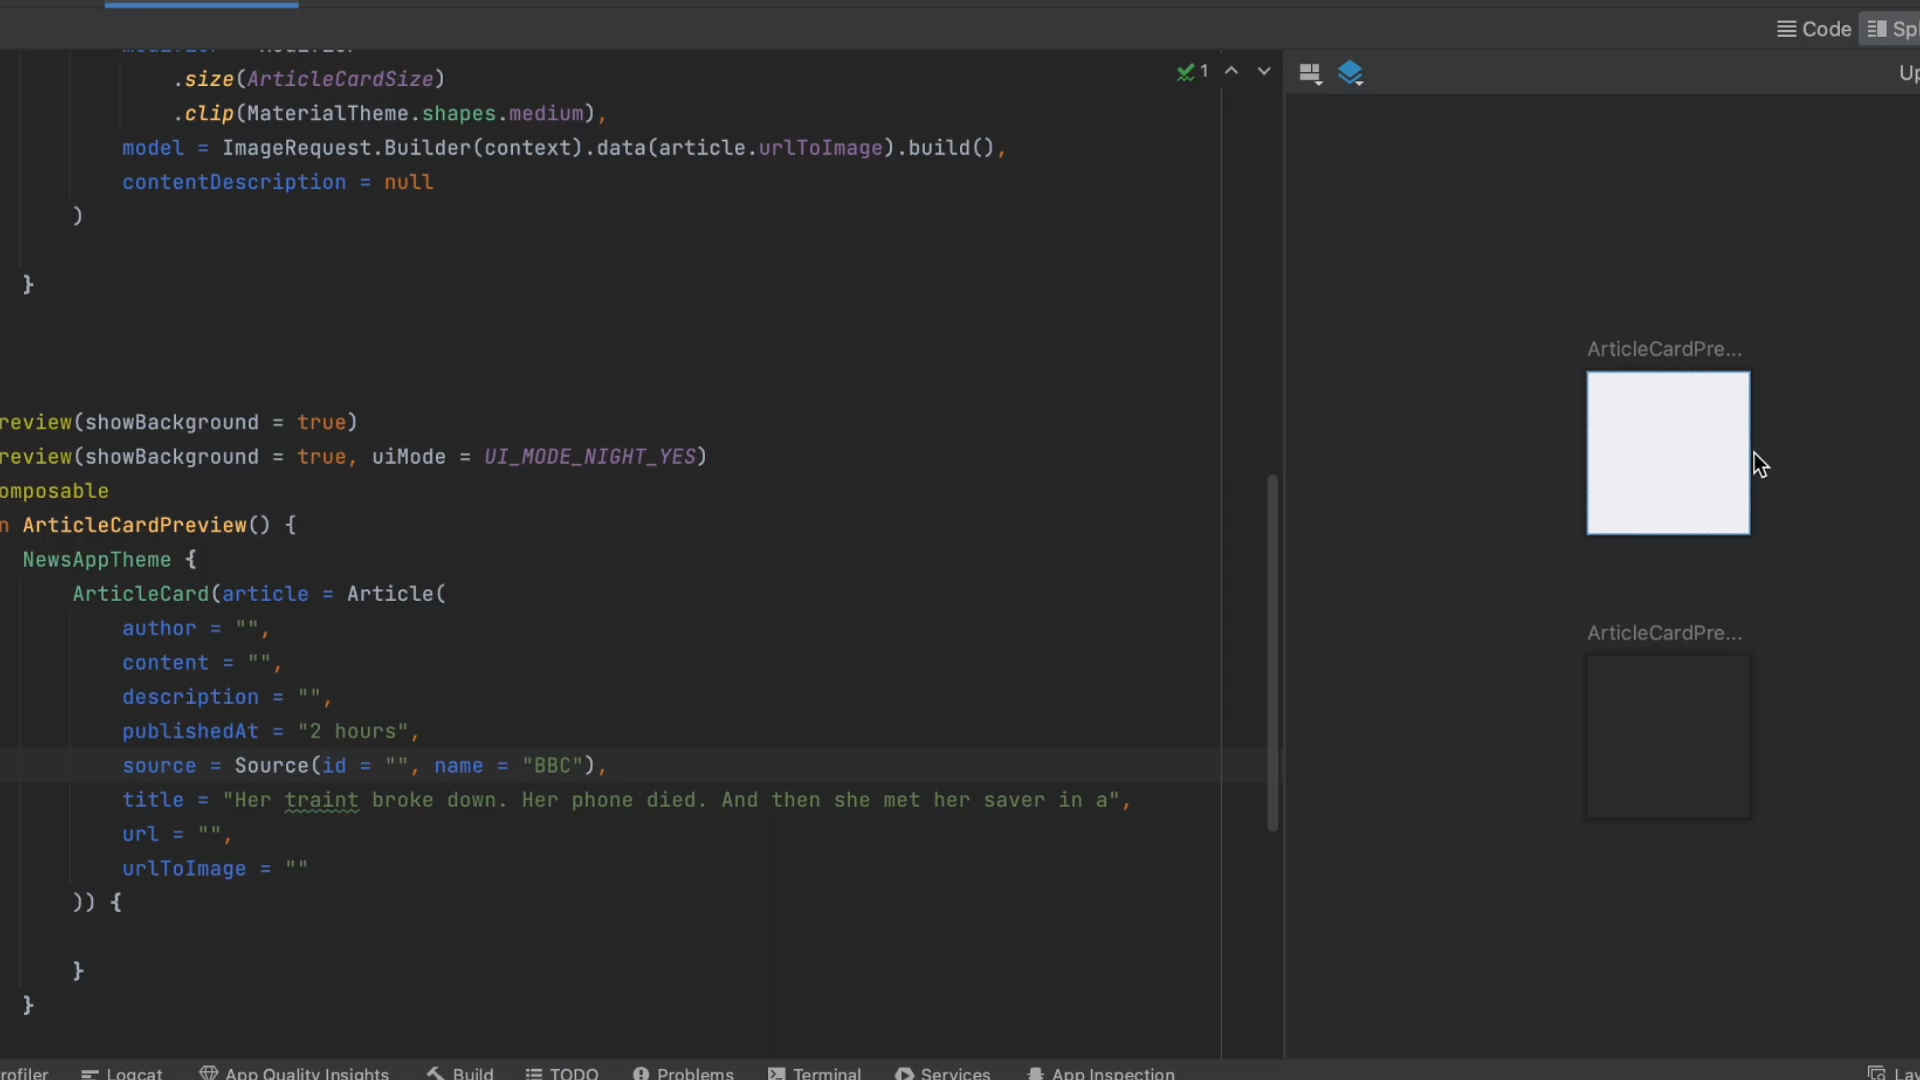 Code
.size(ArticleCardSize)
.clip(MaterialTheme.shapes.medium),
model = ImageRequest.Builder(context).data(article.urlToImage).build(),
contentDescription = null
)
}
1
Up
review(showBackground = true)
review(showBackground = true, uiMode = UI_MODE_NIGHT_YES)
omposable
n ArticleCardPreview() {
NewsAppTheme {
ArticleCard(article = Article(
author = "",
content = "",
description = "",
publishedAt = "2 hours",
source = Source(id = "", name = "BBC"),
title = "Her traint broke down. Her phone died. And then she met her saver in a",
url = "",
urlToImage = ""
)) {
}
}
ArticleCardPre...
ArticleCardPre...
rofiler Logcat App Quality Insights Build TODO Problems Terminal Services App Inspection